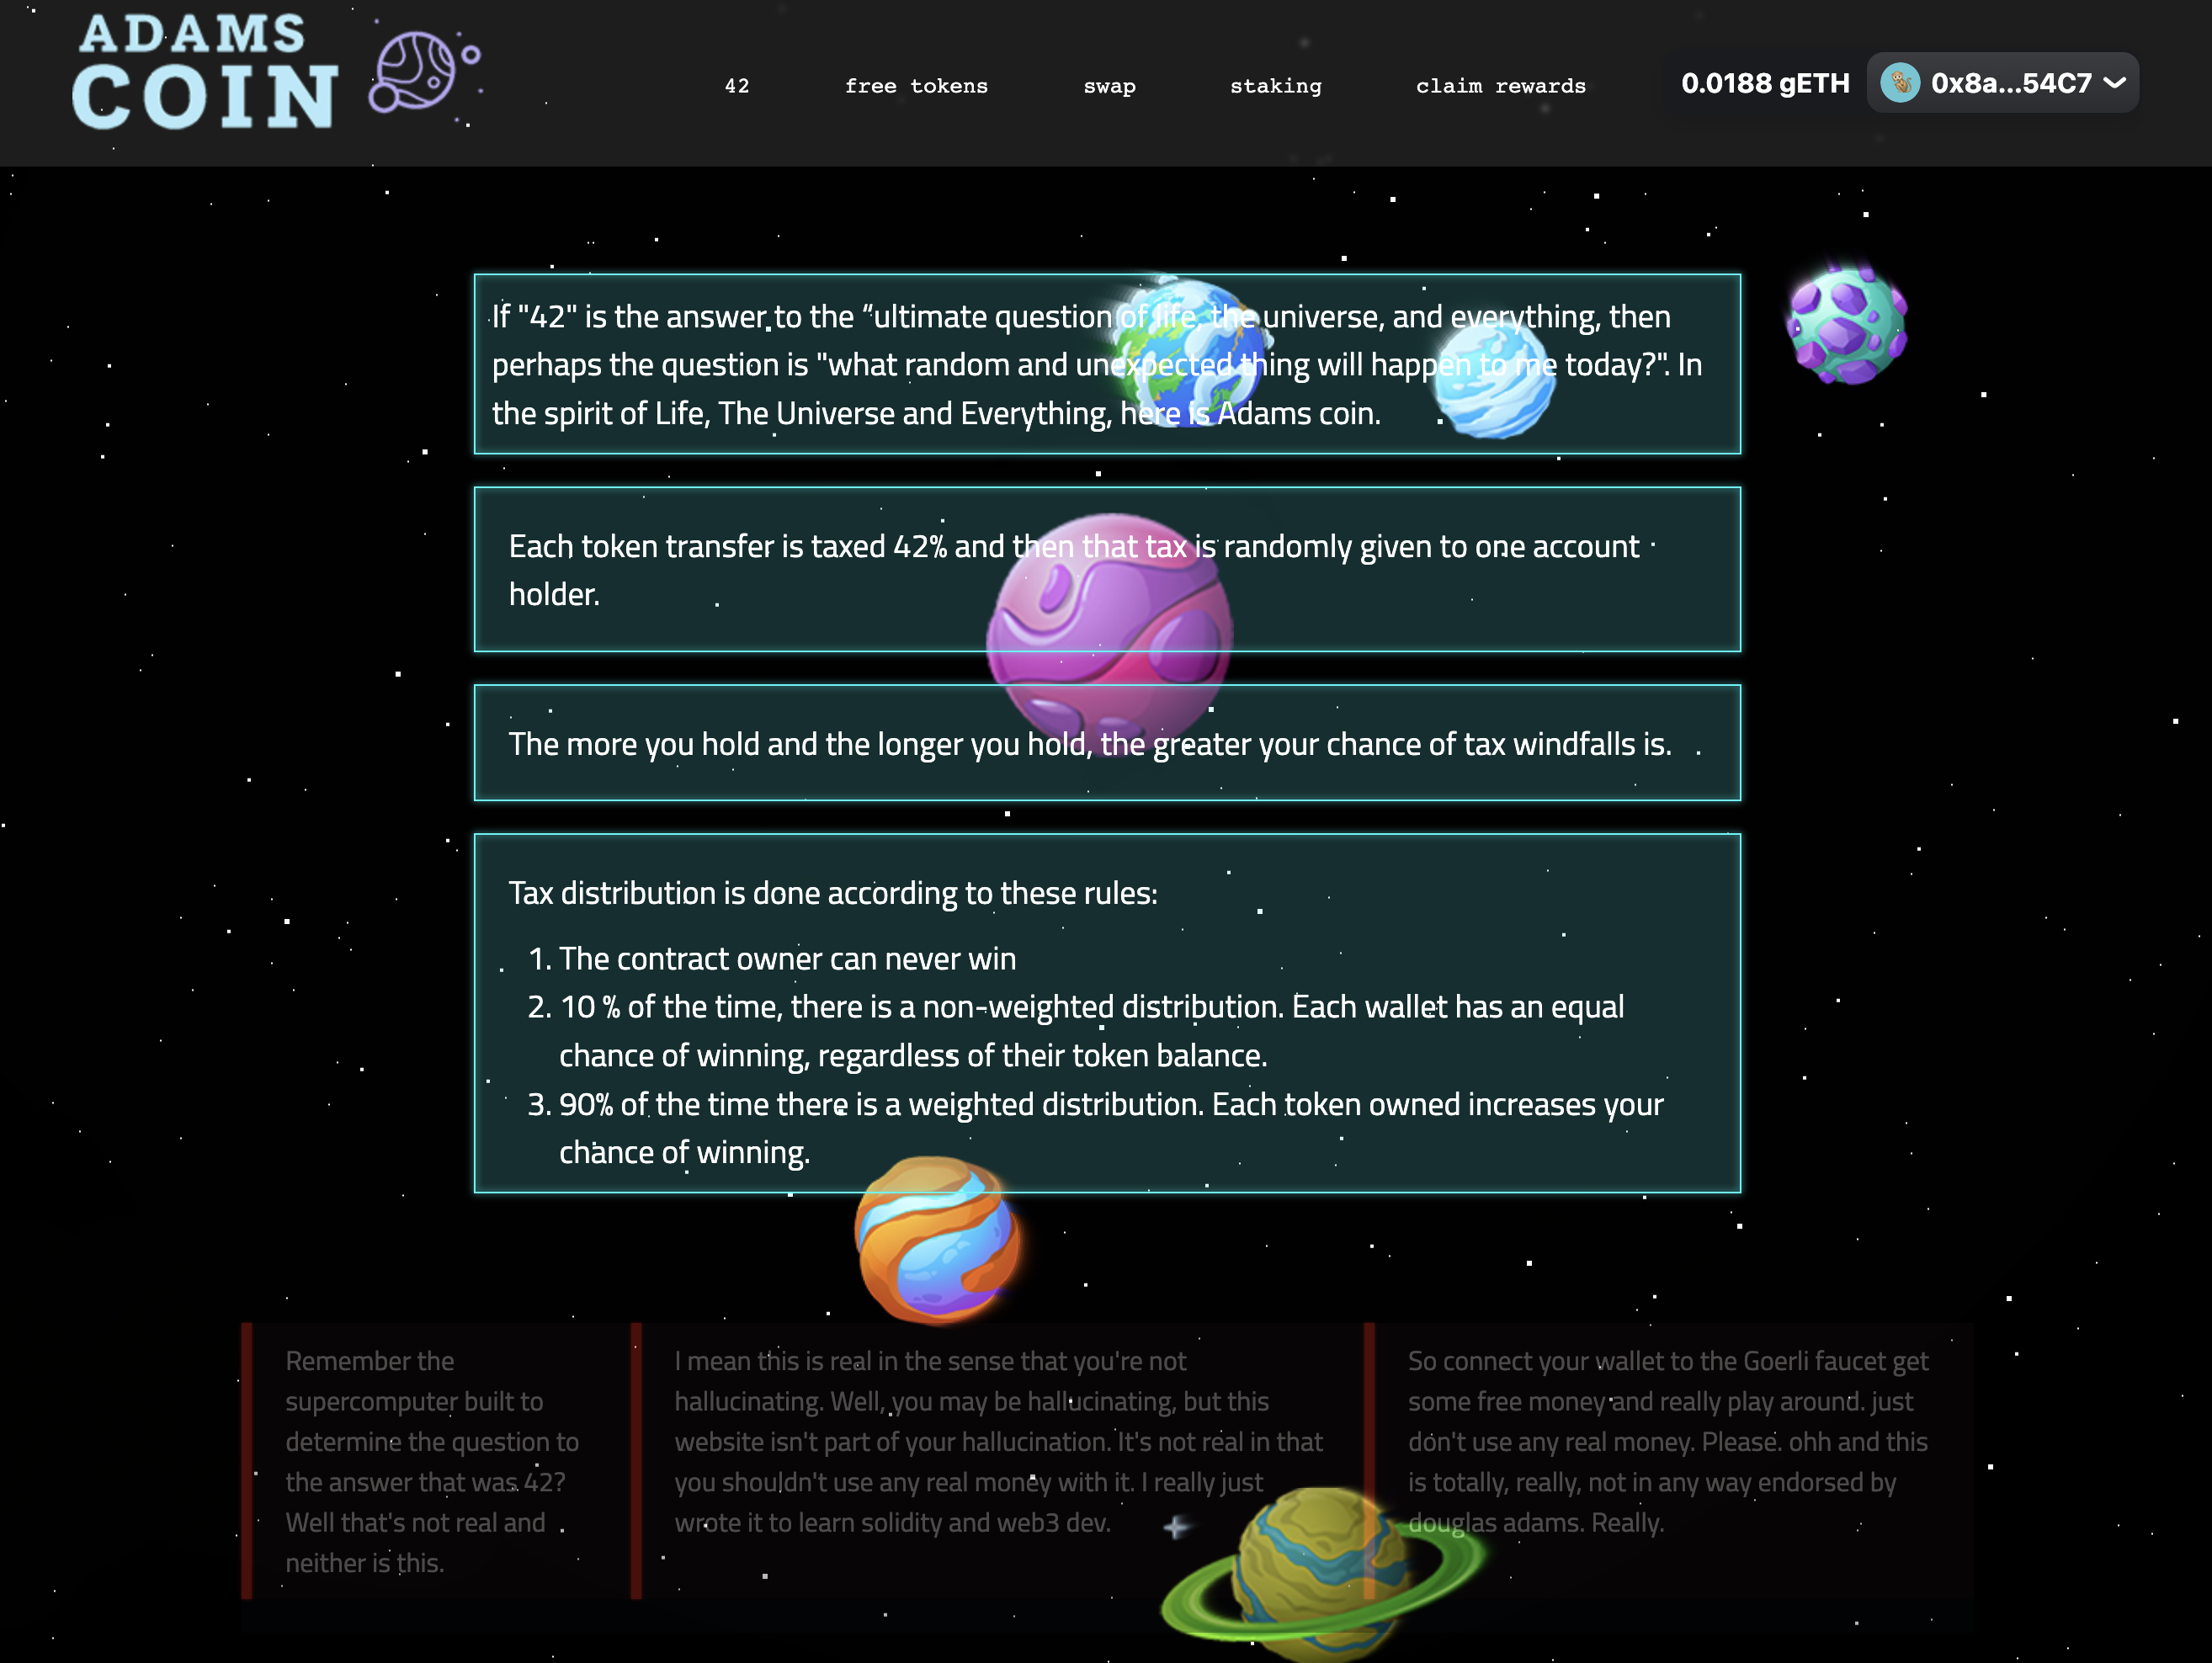 ADAMS
COIN
42 free tokens swap staking claim rewards 0.0188 gETH 0x8a...54C7
If "42" is the answer to the “ultimate question of life, the universe, and everything, then
perhaps the question is "what random and unexpected thing will happen to me today?". In
the spirit of Life, The Universe and Everything, here is Adams coin.
Each token transfer is taxed 42% and then that tax is randomly given to one account
holder.
The more you hold and the longer you hold, the greater your chance of tax windfalls is.
Tax distribution is done according to these rules:
1. The contract owner can never win
2. 10 % of the time, there is a non-weighted distribution. Each wallet has an equal
chance of winning, regardless of their token balance.
3. 90% of the time there is a weighted distribution. Each token owned increases your
chance of winning.
Remember the
supercomputer built to
determine the question to
the answer that was 42?
Well that's not real and
neither is this.
I mean this is real in the sense that you're not
hallucinating. Well, you may be hallucinating, but this
website isn't part of your hallucination. It's not real in that
you shouldn't use any real money with it. I really just
wrote it to learn solidity and web3 dev.
So connect your wallet to the Goerli faucet get
some free money and really play around. just
don't use any real money. Please. ohh and this
is totally, really, not in any way endorsed by
douglas adams. Really.